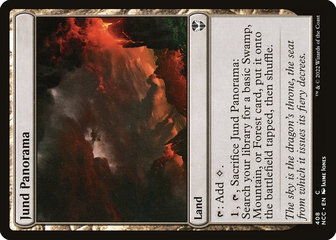 Jund Panorama
Land
: Add .
1, , Sacrifice Jund Panorama:
Search your library for a basic Swamp,
Mountain, or Forest card, put it onto
the battlefield tapped, then shuffle.
The sky is the dragon's throne, the seat
from which it issues its fiery decrees.
408 C
NCC • EN JAIME JONES
™ & © 2022 Wizards of the Coast